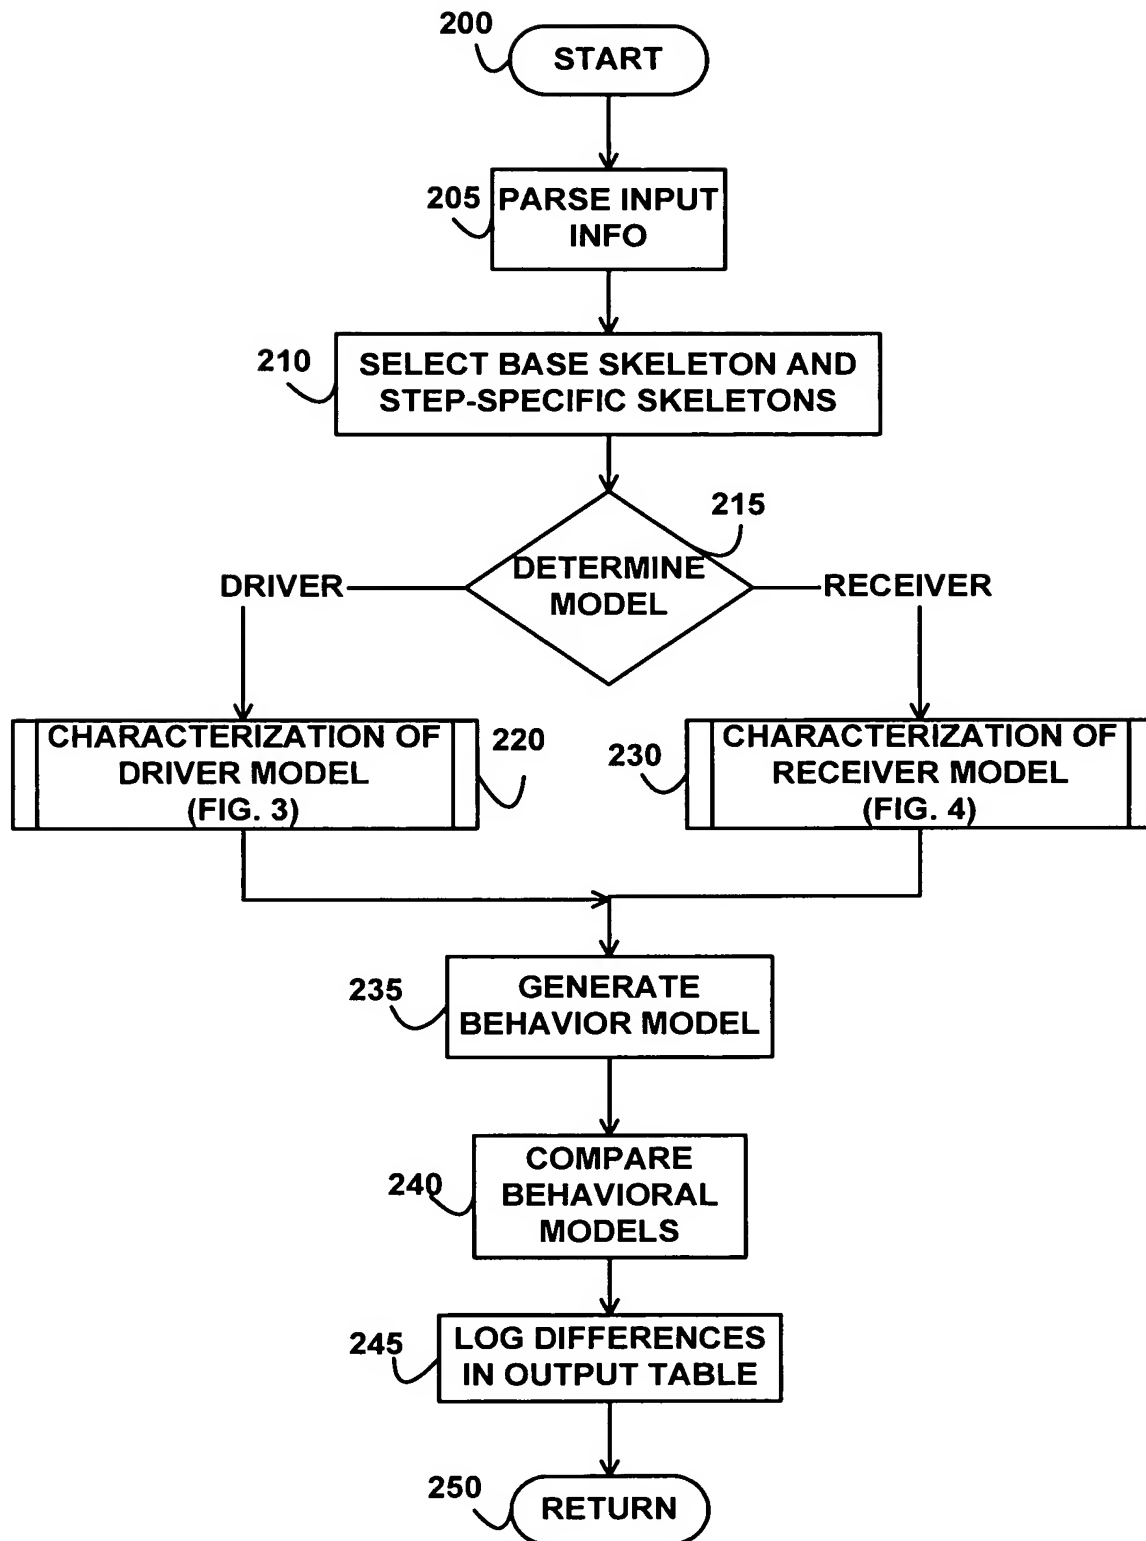 200
START
205
PARSE INPUT
INFO
210
SELECT BASE SKELETON AND
STEP-SPECIFIC SKELETONS
215
DETERMINE
MODEL
DRIVER
RECEIVER
CHARACTERIZATION OF
DRIVER MODEL
(FIG. 3)
220
230
CHARACTERIZATION OF
RECEIVER MODEL
(FIG. 4)
235
GENERATE
BEHAVIOR MODEL
240
COMPARE
BEHAVIORAL
MODELS
245
LOG DIFFERENCES
IN OUTPUT TABLE
250
RETURN